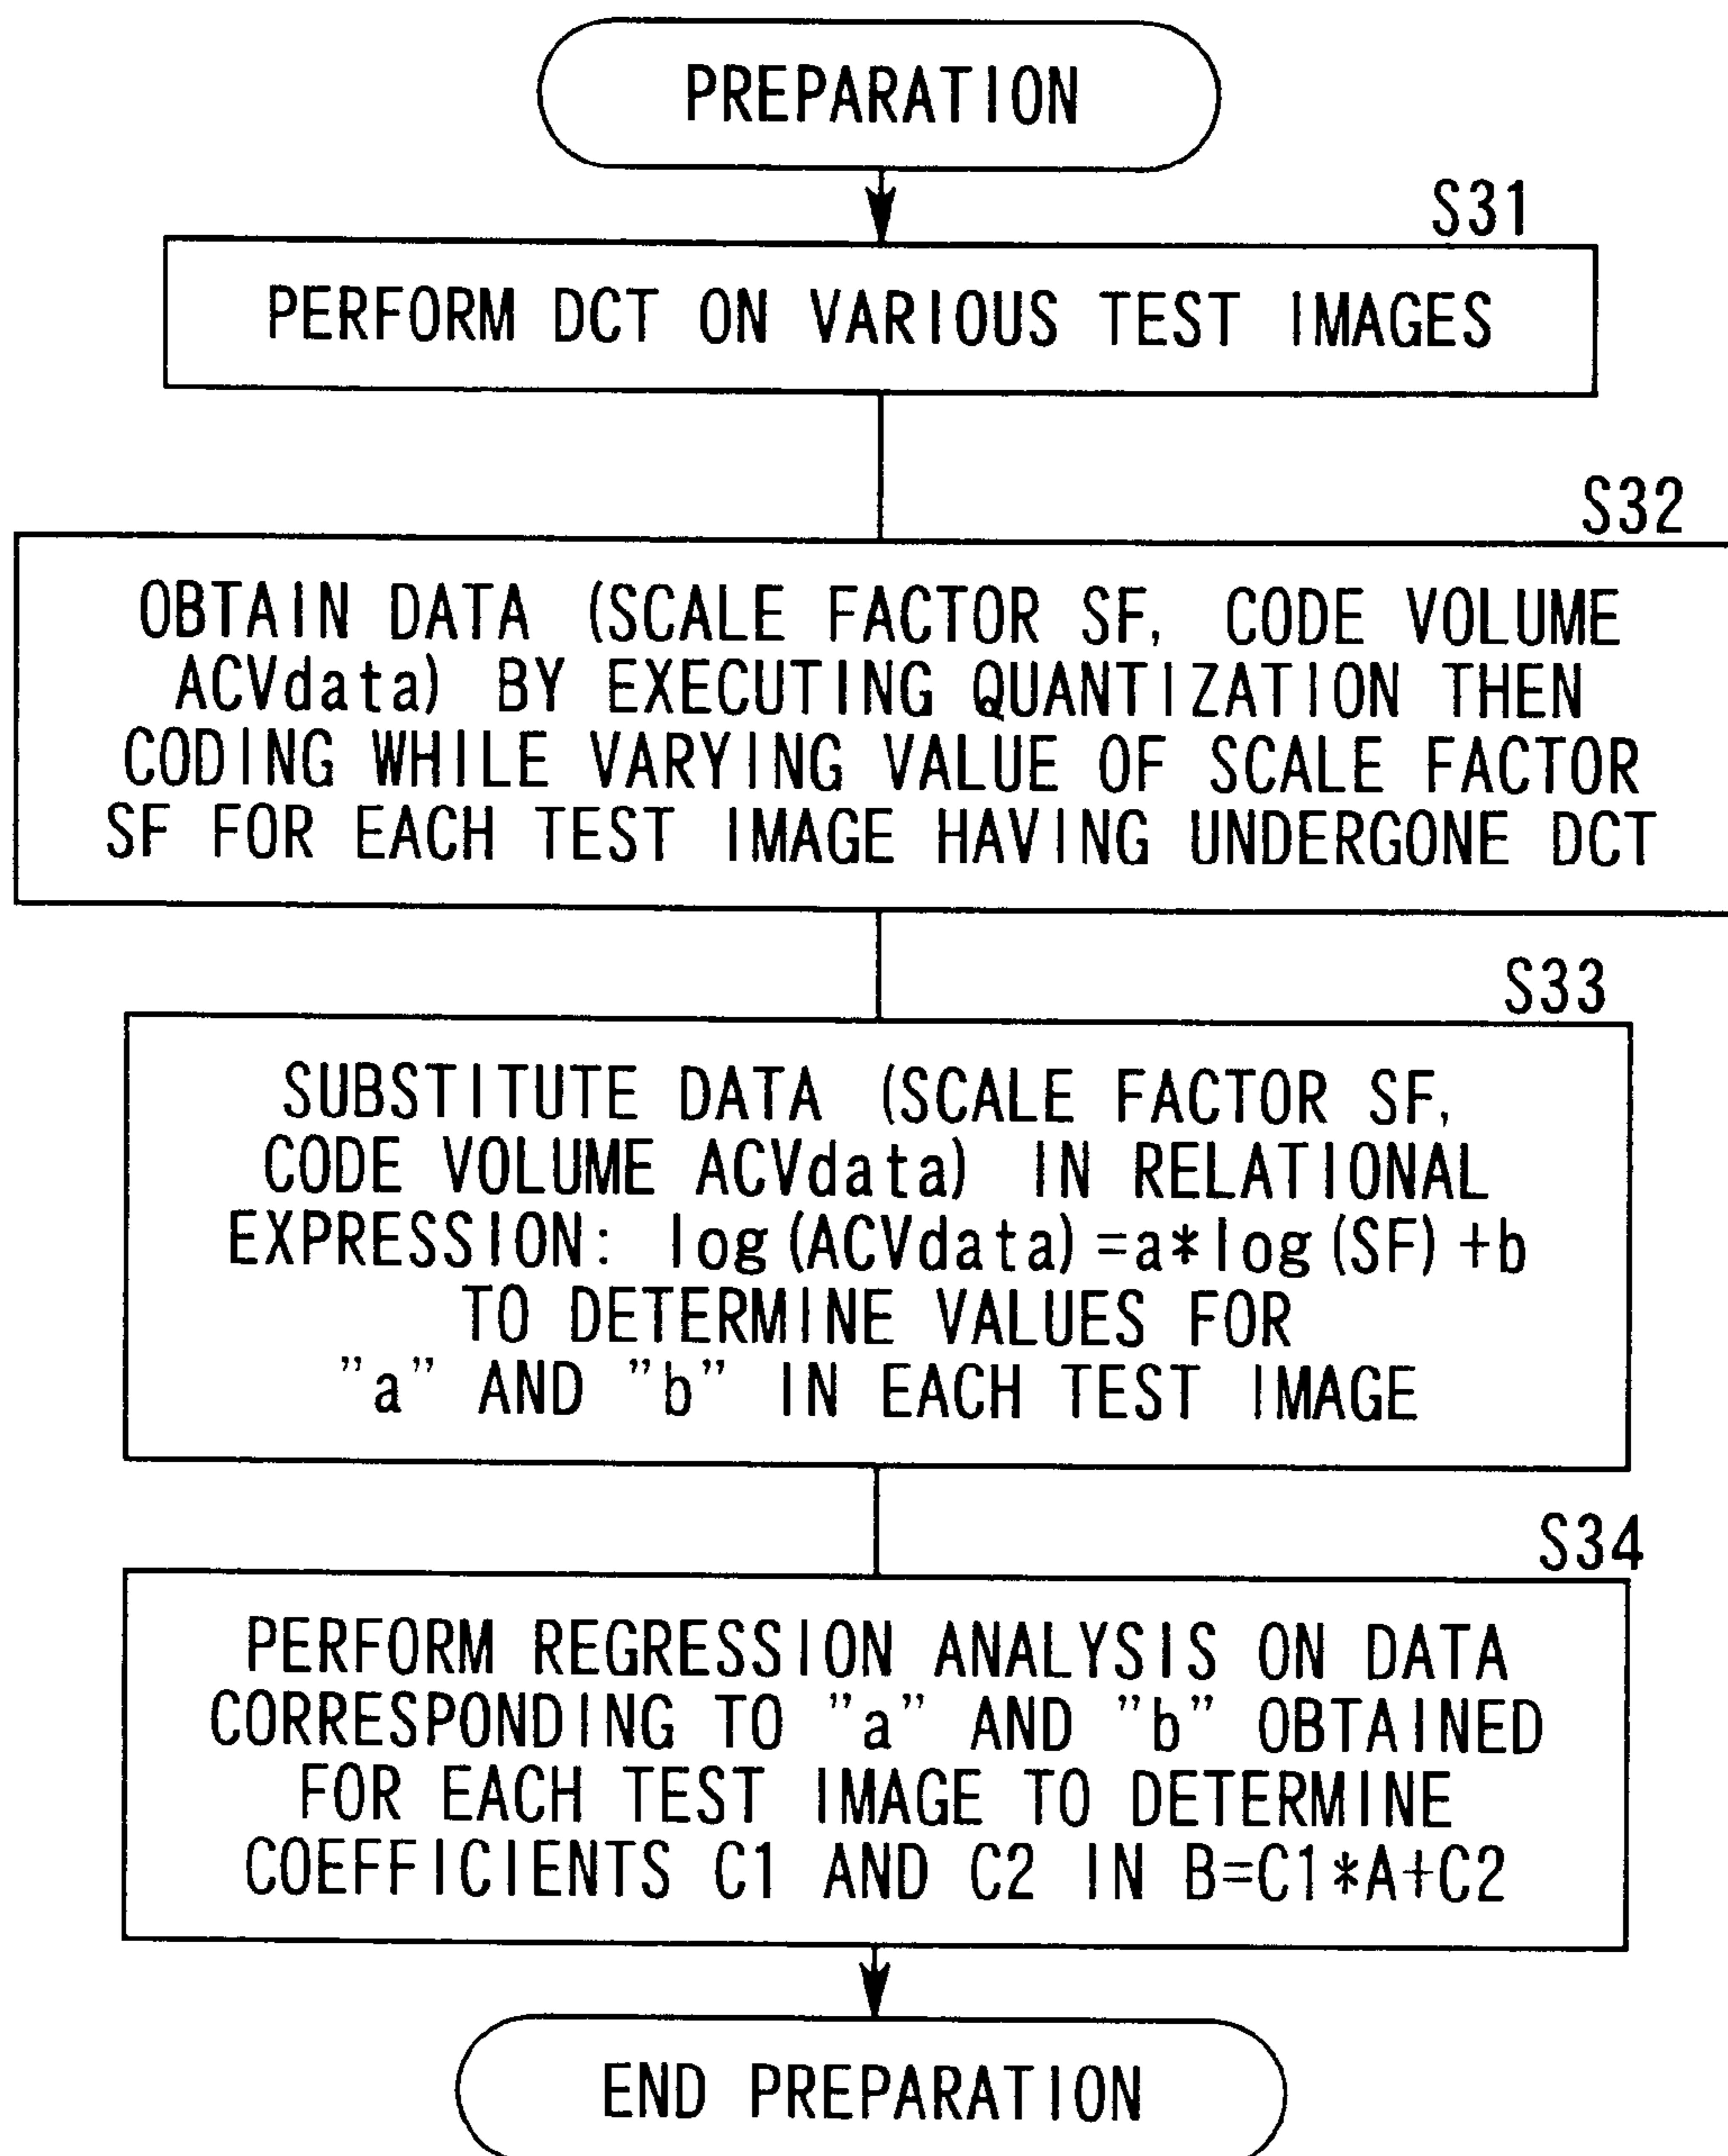 PREPARATION
S31
PERFORM DCT ON VARIOUS TEST IMAGES
S32
OBTAIN DATA (SCALE FACTOR SF, CODE VOLUME
ACVdata) BY EXECUTING QUANTIZATION THEN
CODING WHILE VARYING VALUE OF SCALE FACTOR
SF FOR EACH TEST IMAGE HAVING UNDERGONE DCT
S33
SUBSTITUTE DATA (SCALE FACTOR SF,
CODE VOLUME ACVdata) IN RELATIONAL
EXPRESSION: log(ACVdata)=a*log(SF)+b
TO DETERMINE VALUES FOR
"a" AND "b" IN EACH TEST IMAGE
S34
PERFORM REGRESSION ANALYSIS ON DATA
CORRESPONDING TO "a" AND "b" OBTAINED
FOR EACH TEST IMAGE TO DETERMINE
COEFFICIENTS C1 AND C2 IN B=C1*A+C2
END PREPARATION